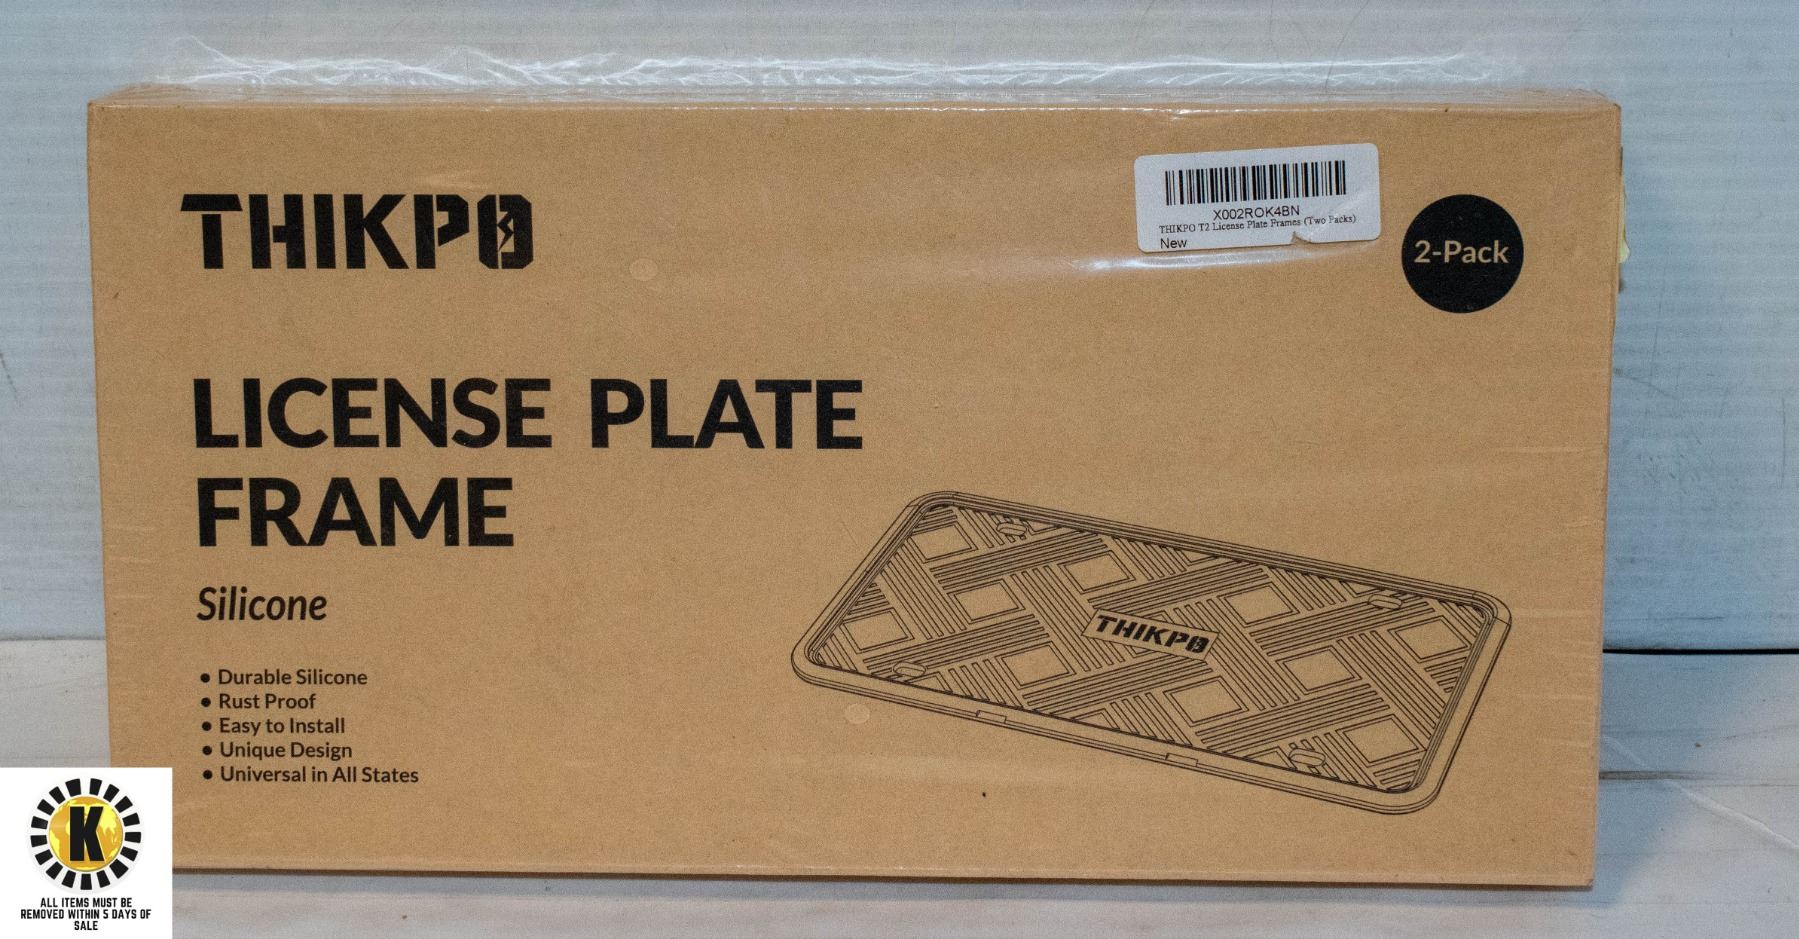 THIKPO
X002ROK4BN
THIKPO T2 License Plate Frames (Two Packs)
New
2-Pack
LICENSE PLATE
FRAME
Silicone
• Durable Silicone
• Rust Proof
• Easy to Install
• Unique Design
• Universal in All States
THIKPO
K
ALL ITEMS MUST BE
REMOVED WITHIN 5 DAYS OF
SALE